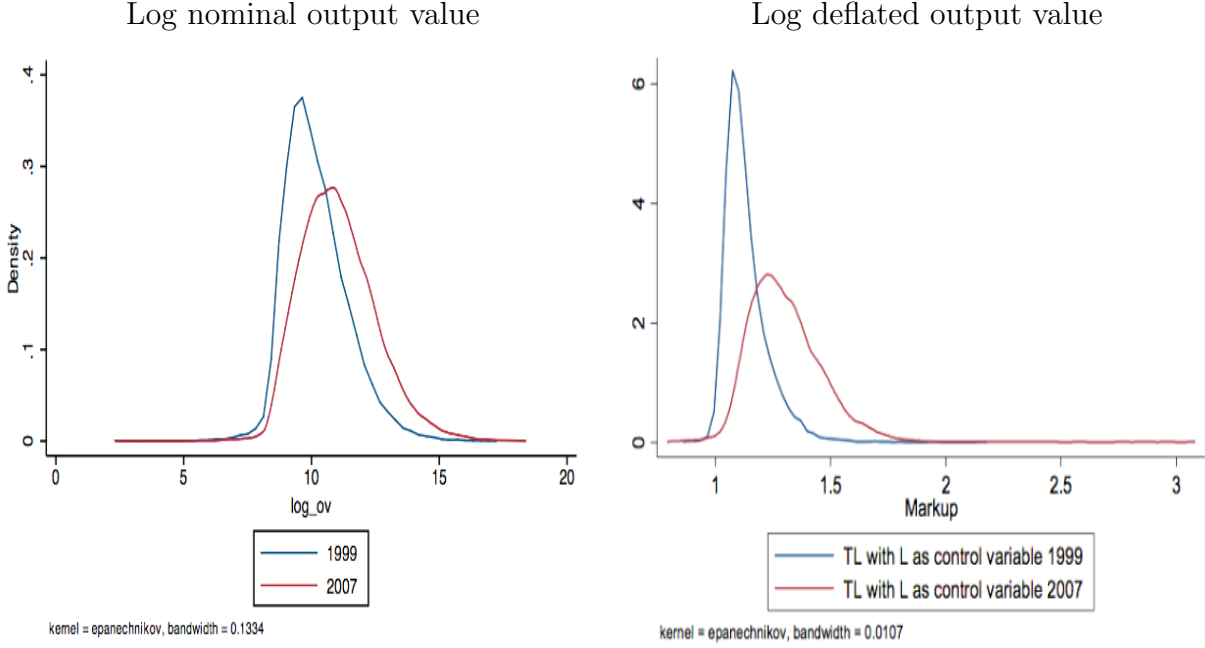 Log nominal output value
.4
.3
.2
.1
0
Density
0 5 10 15 20
log_ov
1999
2007
kernel = epanechnikov, bandwidth = 0.1334
Log deflated output value
6
4
2
0
1 1.5 2 2.5 3
Markup
TL with L as control variable 1999
TL with L as control variable 2007
kernel = epanechnikov, bandwidth = 0.0107